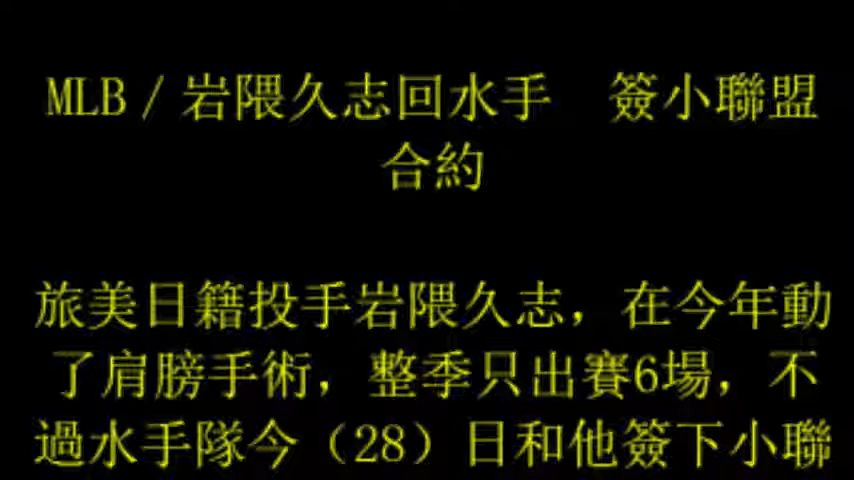 MLB／岩隈久志回水手　簽小聯盟
合約
旅美日籍投手岩隈久志，在今年動
了肩膀手術，整季只出賽6場，不
過水手隊今（28）日和他簽下小聯